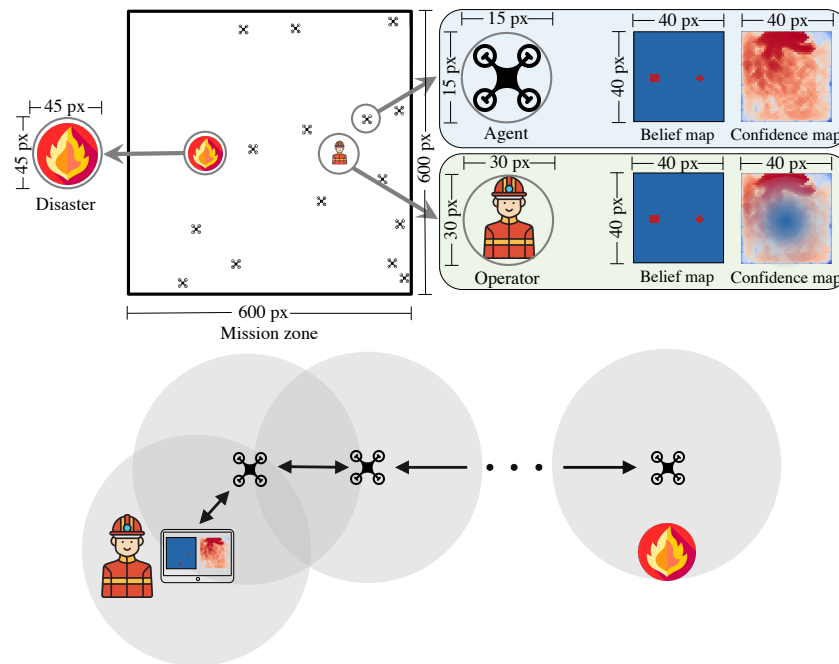 15 px
15 px
Agent
40 px
40 px
40 px
Belief map
Confidence map
45 px
45 px
Disaster
600 px
30 px
30 px
Operator
40 px
40 px
40 px
Belief map
Confidence map
600 px
Mission zone